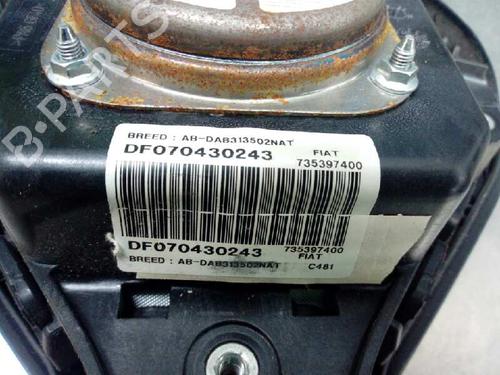 B-PARTS
BREED : AB-DAB313502NAT
FIAT
DF070430243
735397400
DF070430243
735397400
FIAT
BREED : AB-DAB313502NAT
C481